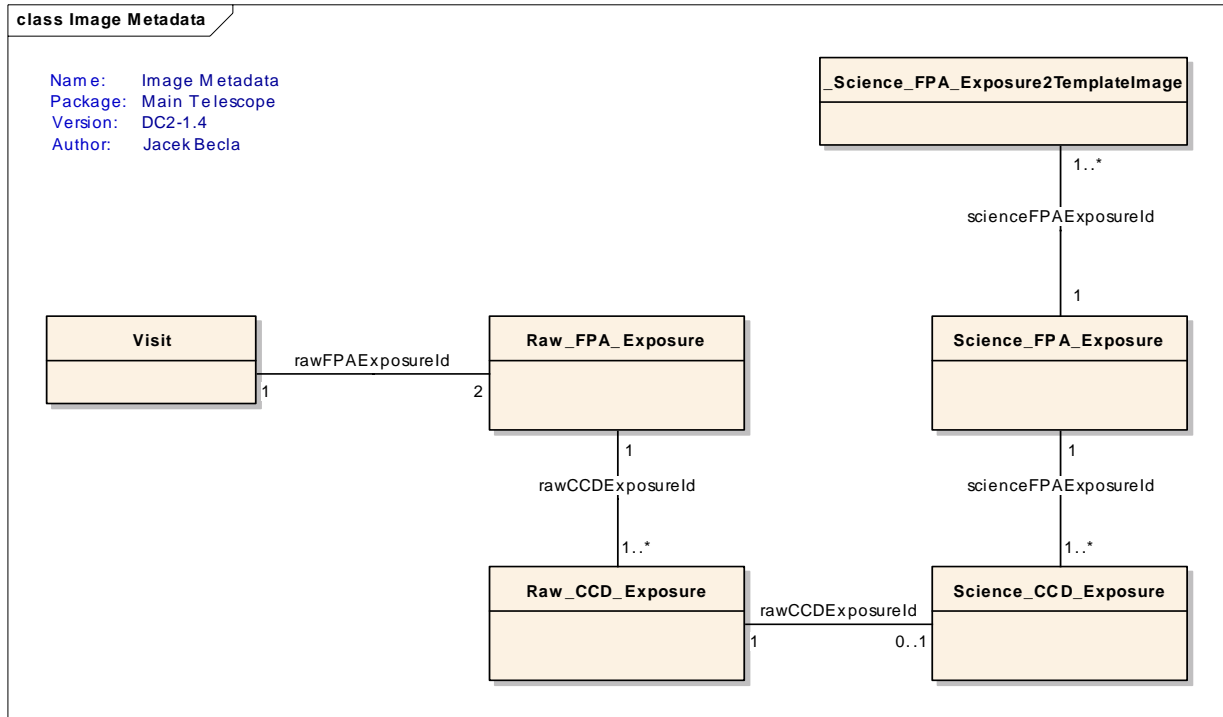 class Image Metadata
Name: Image Metadata
Package: Main Telescope
Version: DC2-1.4
Author: Jacek Becla
_Science_FPA_Exposure2TemplateImage
1..*
scienceFPAExposureId
1
Visit
Raw_FPA_Exposure
Science_FPA_Exposure
rawFPAExposureId
1
2
1
1
rawCCDExposureId
scienceFPAExposureId
1..*
1..*
Raw_CCD_Exposure
Science_CCD_Exposure
rawCCDExposureId
1
0..1